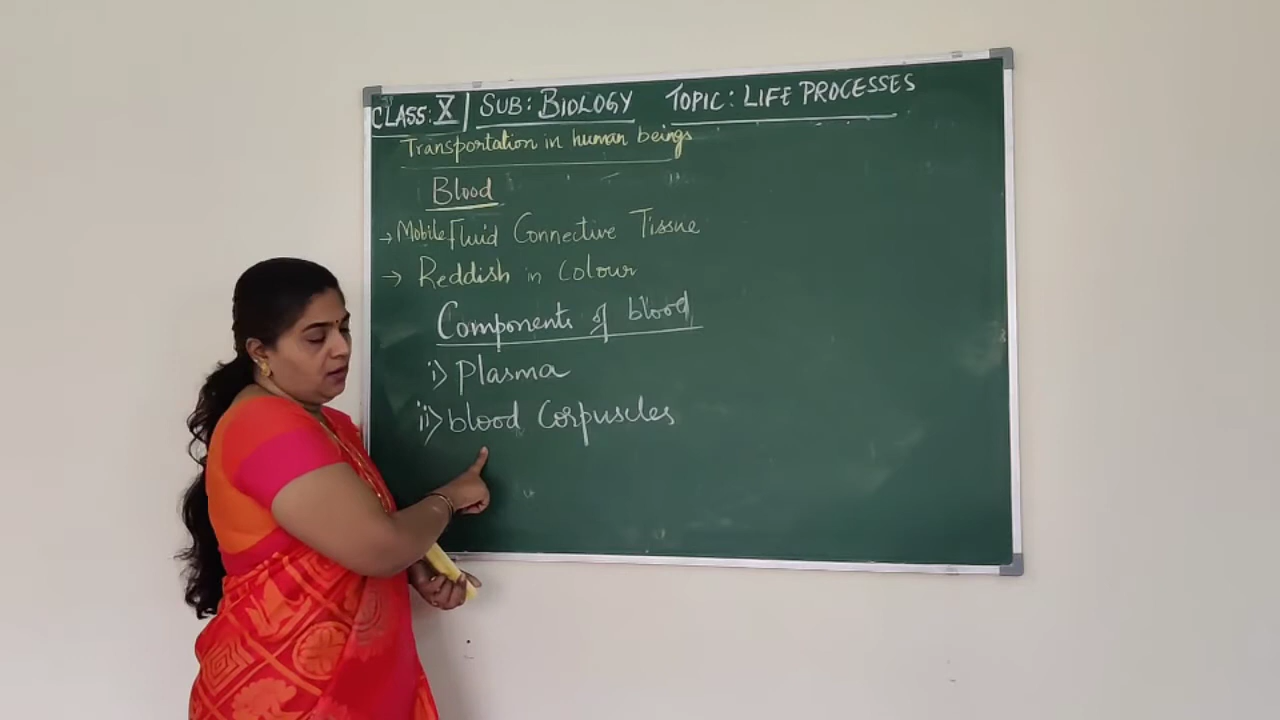 CLASS: X | SUB: BIOLOGY TOPIC: LIFE PROCESSES
Transportation in human beings
Blood
→ Mobile fluid Connective Tissue
→ Reddish in Colour
Components of blood
i) Plasma
ii) blood Corpuscles